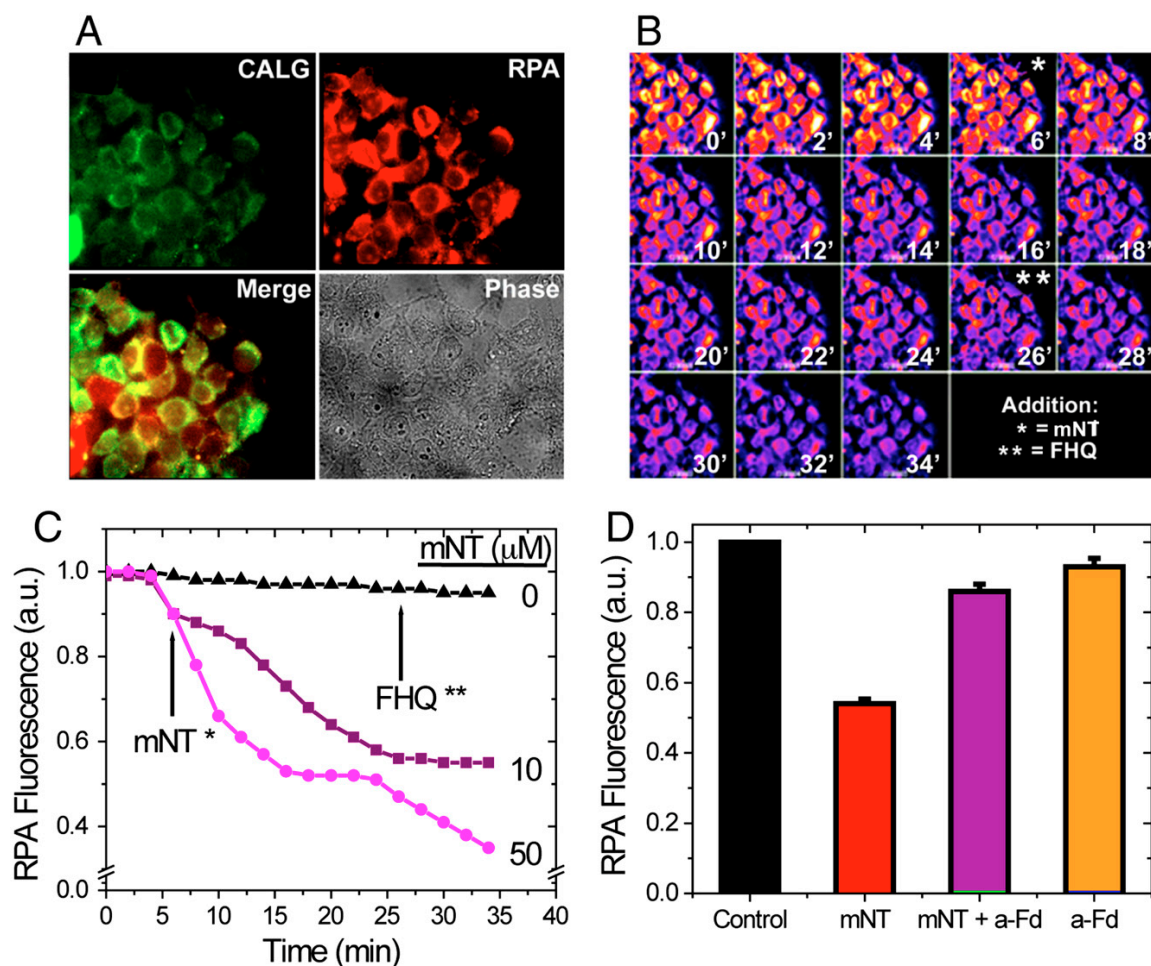 A
CALG
RPA
Merge
Phase
B
*
0’
2’
4’
6’
8’
10’
12’
14’
16’
18’
**
20’
22’
24’
26’
28’
30’
32’
34’
Addition:
* = mNT
** = FHQ
C
mNT (µM)
RPA Fluorescence (a.u.)
1.0
0.8
0.6
0.4
0.0
0
10
50
mNT *
FHQ **
0 5 10 15 20 25 30 35 40
Time (min)
D
RPA Fluorescence (a.u.)
1.0
0.8
0.6
0.4
0.2
0.0
Control mNT mNT + a-Fd a-Fd